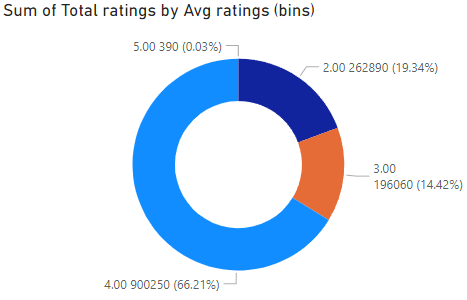 Sum of Total ratings by Avg ratings (bins)
5.00 390 (0.03%)
2.00 262890 (19.34%)
3.00
196060 (14.42%)
4.00 900250 (66.21%)